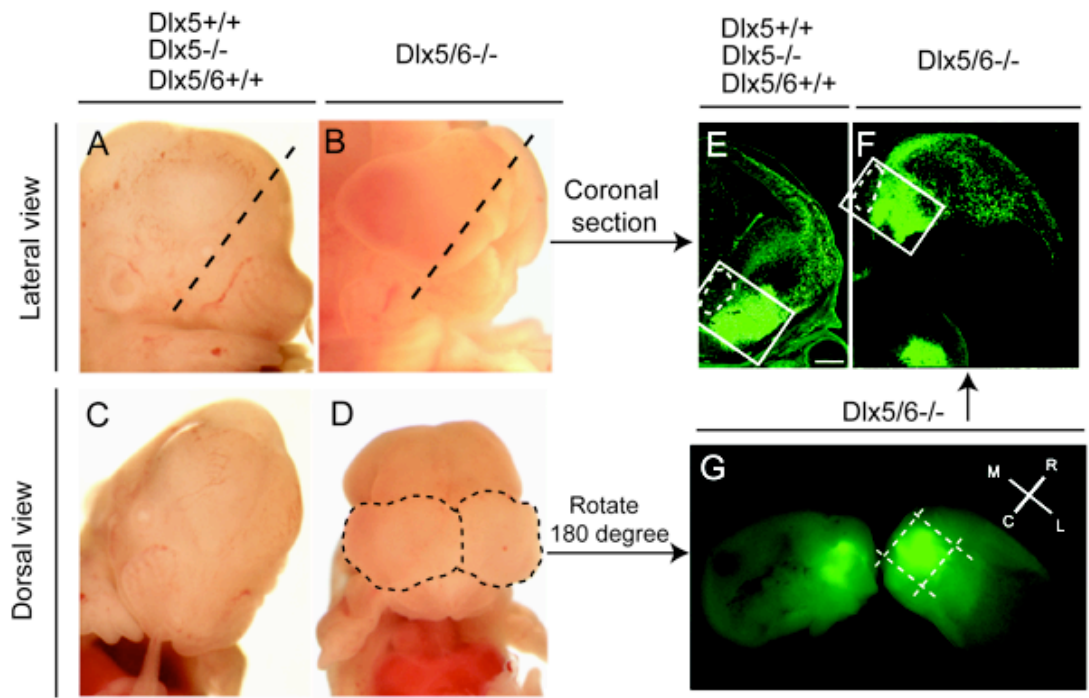 Dlx5+/+
Dlx5-/-
Dlx5/6+/+
Dlx5/6-/-
Dlx5+/+
Dlx5-/-
Dlx5/6+/+
Dlx5/6-/-
Lateral view
A
B
Coronal
section
E
F
Dorsal view
C
D
Rotate
180 degree
Dlx5/6-/-
G
M
R
C
L